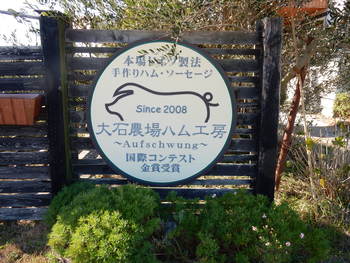 本場ドイツ製法
手作りハム・ソーセージ
Since 2008
大石農場ハム工房
～Aufschwung～
国際コンテスト
金賞受賞